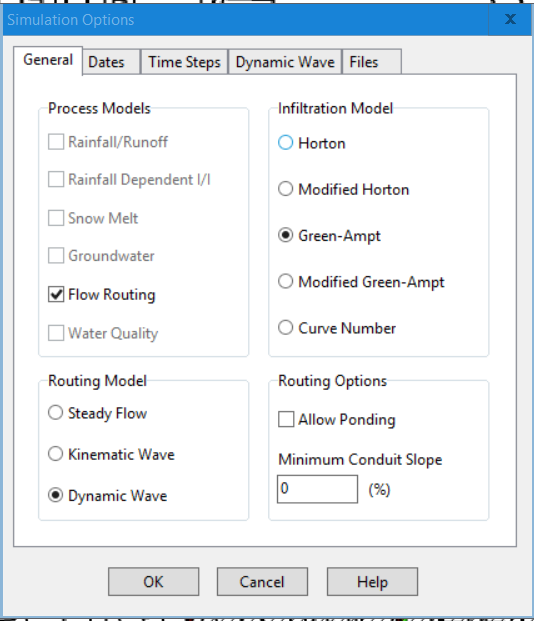 Simulation Options
x
General
Dates
Time Steps
Dynamic Wave
Files
Process Models
Rainfall/Runoff
Rainfall Dependent I/I
Snow Melt
Groundwater
Flow Routing
Water Quality
Infiltration Model
Horton
Modified Horton
Green-Ampt
Modified Green-Ampt
Curve Number
Routing Model
Steady Flow
Kinematic Wave
Dynamic Wave
Routing Options
Allow Ponding
Minimum Conduit Slope
0 (%)
OK
Cancel
Help